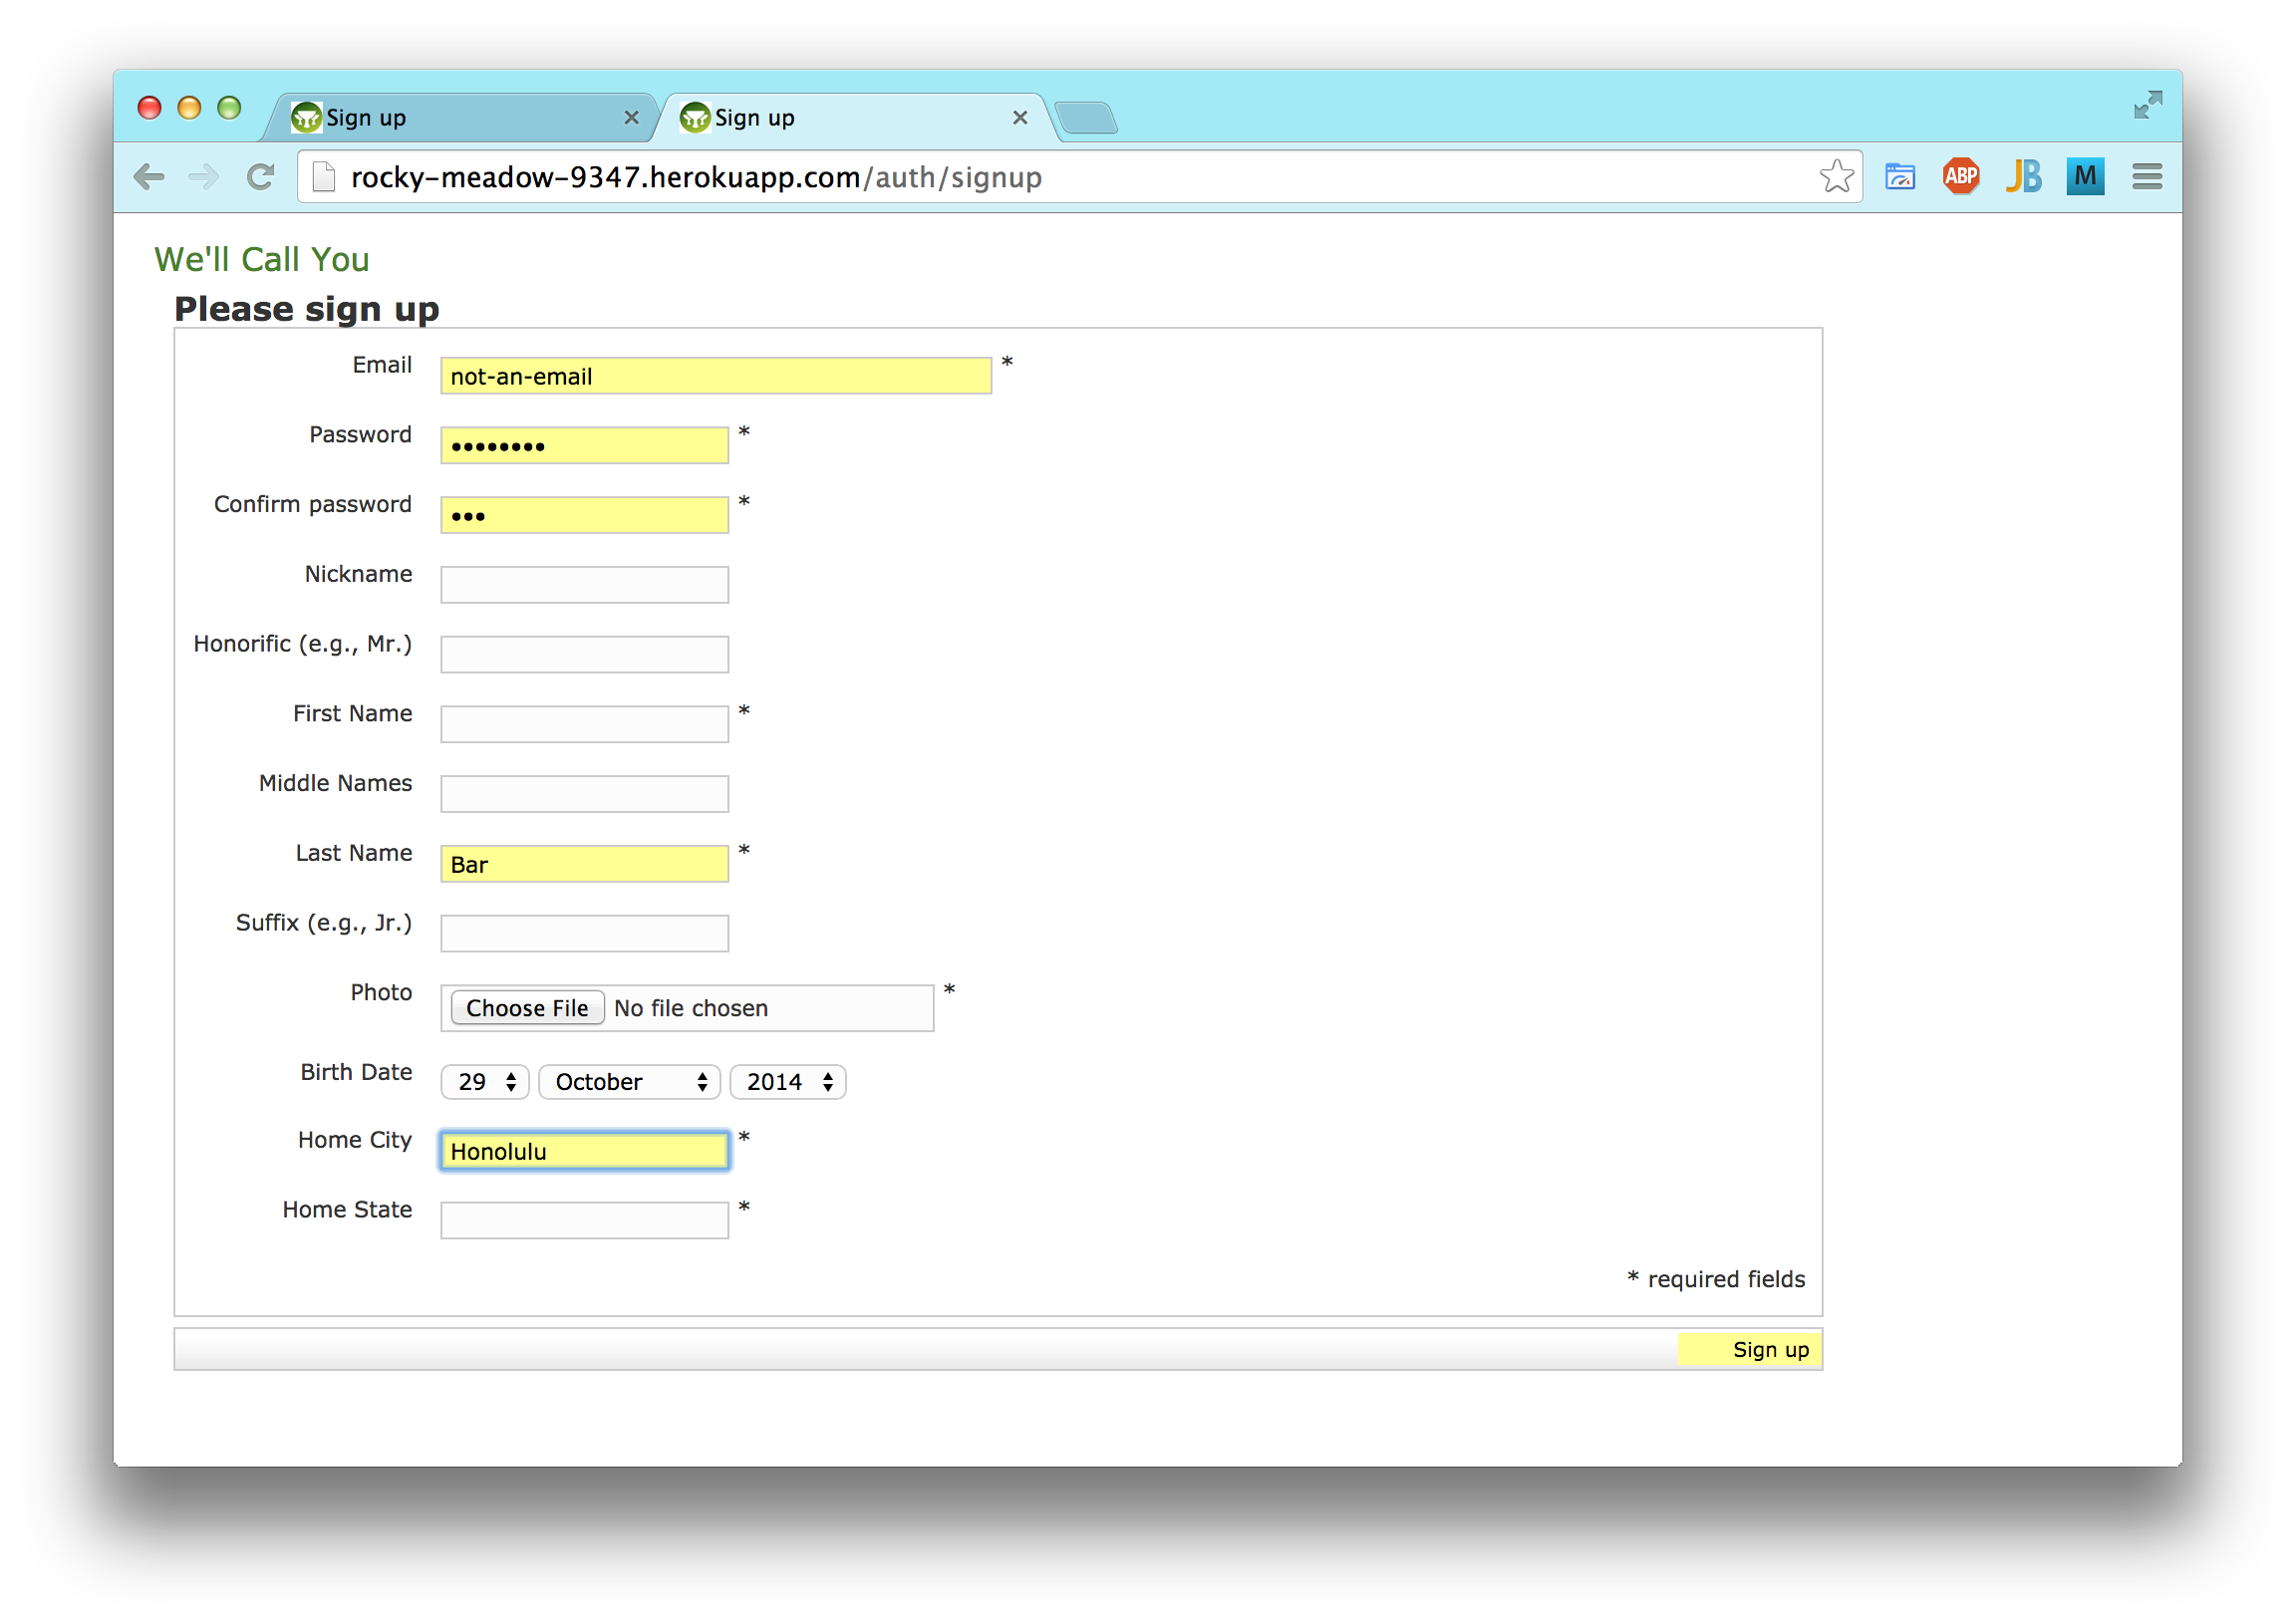 Sign up Sign up
rocky-meadow-9347.herokuapp.com/auth/signup ABP JB M
We'll Call You
Please sign up
Email not-an-email *
Password •••••••• *
Confirm password ••• *
Nickname
Honorific (e.g., Mr.)
First Name *
Middle Names
Last Name Bar *
Suffix (e.g., Jr.)
Photo Choose File No file chosen *
Birth Date 29 October 2014
Home City Honolulu *
Home State *
* required fields
Sign up